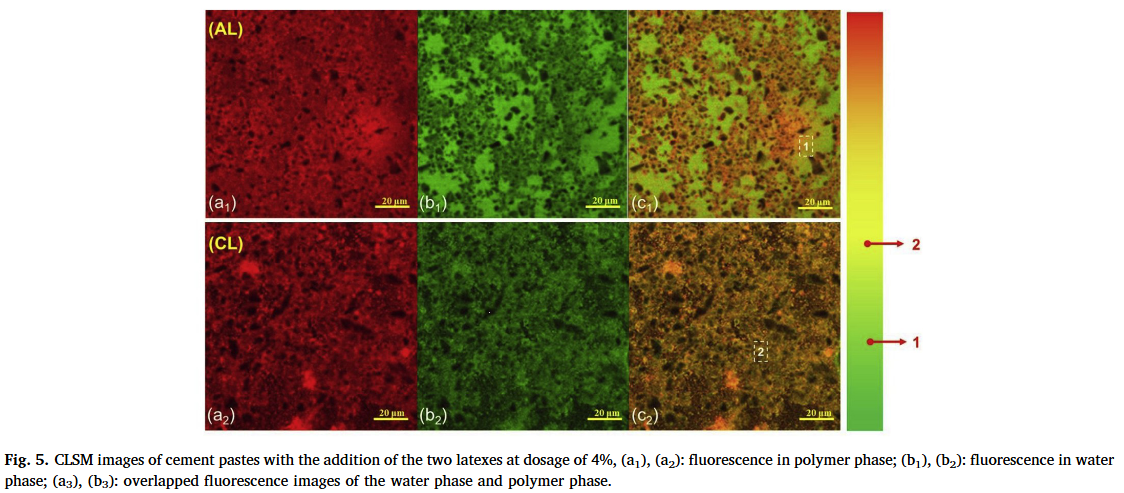 (AL)
(a₁) 20 μm (b₁) 20 μm (c₁) 20 μm
1
(CL)
(a₂) 20 μm (b₂) 20 μm (c₂) 20 μm
2
2
1
Fig. 5. CLSM images of cement pastes with the addition of the two latexes at dosage of 4%, (a₁), (a₂): fluorescence in polymer phase; (b₁), (b₂): fluorescence in water
phase; (a₃), (b₃): overlapped fluorescence images of the water phase and polymer phase.